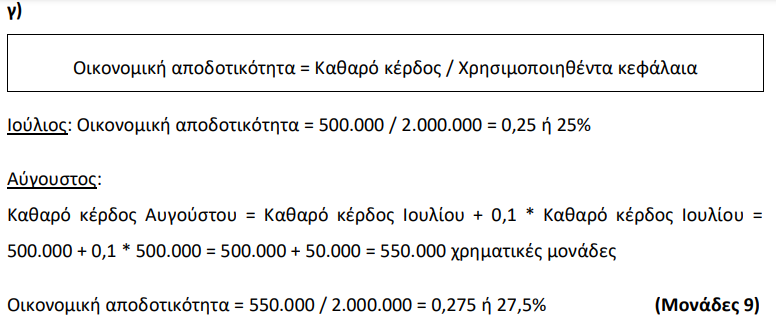 γ)
Οικονομική αποδοτικότητα = Καθαρό κέρδος / Χρησιμοποιηθέντα κεφάλαια
Ιούλιος: Οικονομική αποδοτικότητα = 500.000 / 2.000.000 = 0,25 ή 25%
Αύγουστος:
Καθαρό κέρδος Αυγούστου = Καθαρό κέρδος Ιουλίου + 0,1 * Καθαρό κέρδος Ιουλίου =
500.000 + 0,1 * 500.000 = 500.000 + 50.000 = 550.000 χρηματικές μονάδες
Οικονομική αποδοτικότητα = 550.000 / 2.000.000 = 0,275 ή 27,5% (Μονάδες 9)